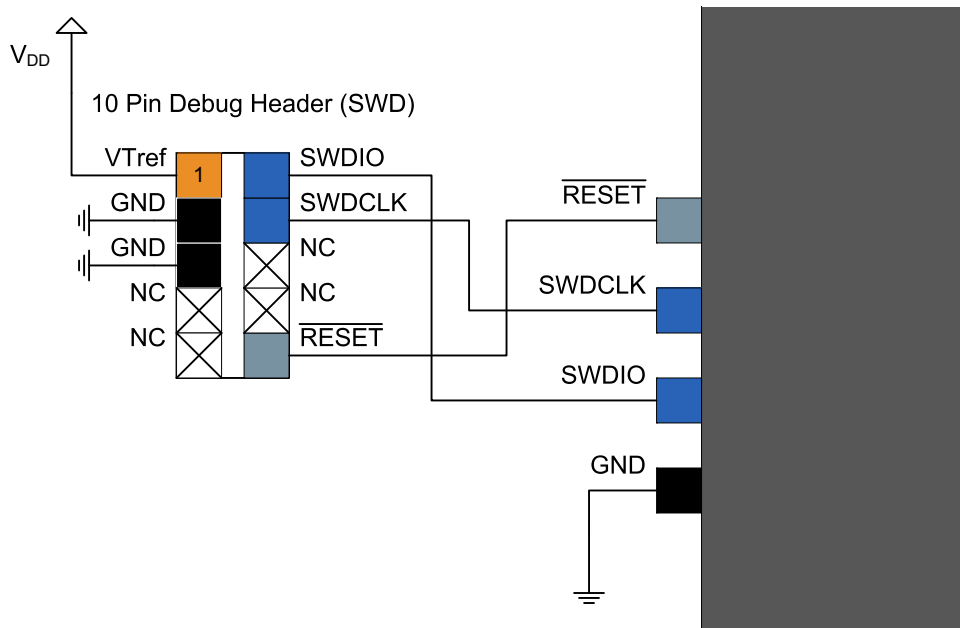 V_DD
10 Pin Debug Header (SWD)
VTref
1
SWDIO
GND
SWDCLK
GND
NC
NC
NC
NC
RESET
RESET
SWDCLK
SWDIO
GND